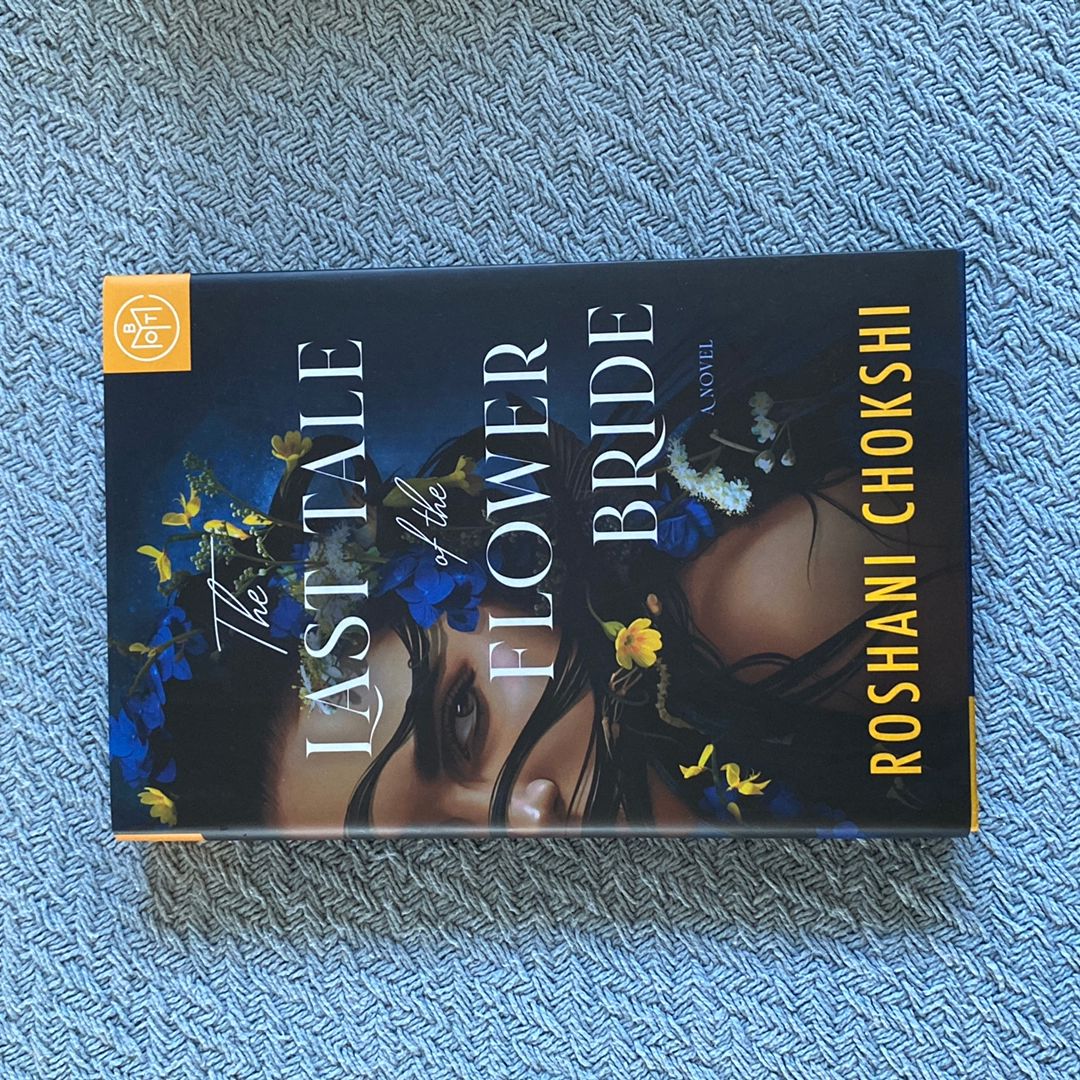 BOTM
The
LAST TALE
of the
FLOWER
BRIDE
A NOVEL
ROSHANI CHOKSHI